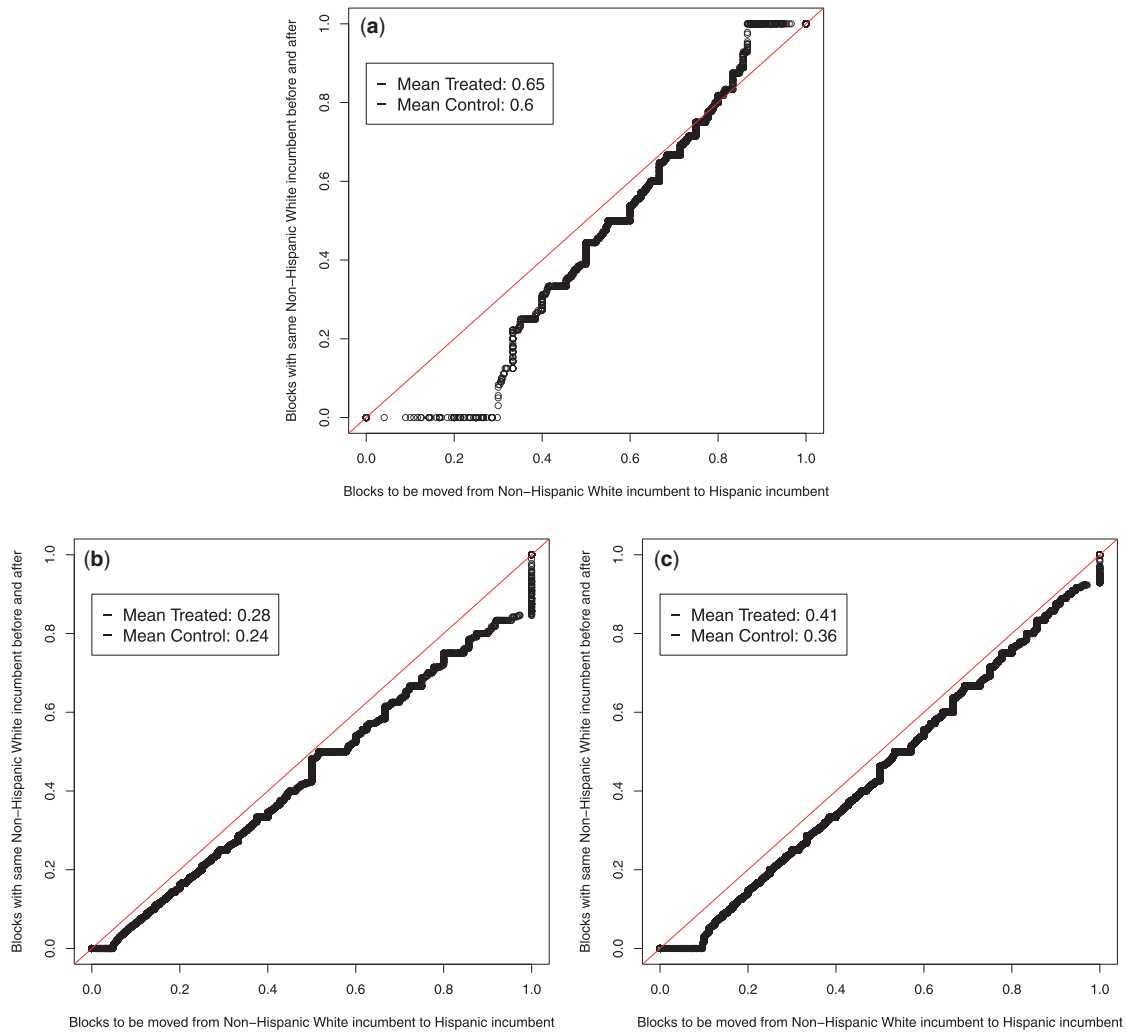 (a)
Mean Treated: 0.65
Mean Control: 0.6
Blocks with same Non−Hispanic White incumbent before and after
0.0 0.2 0.4 0.6 0.8 1.0
0.0 0.2 0.4 0.6 0.8 1.0
Blocks to be moved from Non−Hispanic White incumbent to Hispanic incumbent
(b)
Mean Treated: 0.28
Mean Control: 0.24
Blocks with same Non−Hispanic White incumbent before and after
0.0 0.2 0.4 0.6 0.8 1.0
0.0 0.2 0.4 0.6 0.8 1.0
Blocks to be moved from Non−Hispanic White incumbent to Hispanic incumbent
(c)
Mean Treated: 0.41
Mean Control: 0.36
Blocks with same Non−Hispanic White incumbent before and after
0.0 0.2 0.4 0.6 0.8 1.0
0.0 0.2 0.4 0.6 0.8 1.0
Blocks to be moved from Non−Hispanic White incumbent to Hispanic incumbent